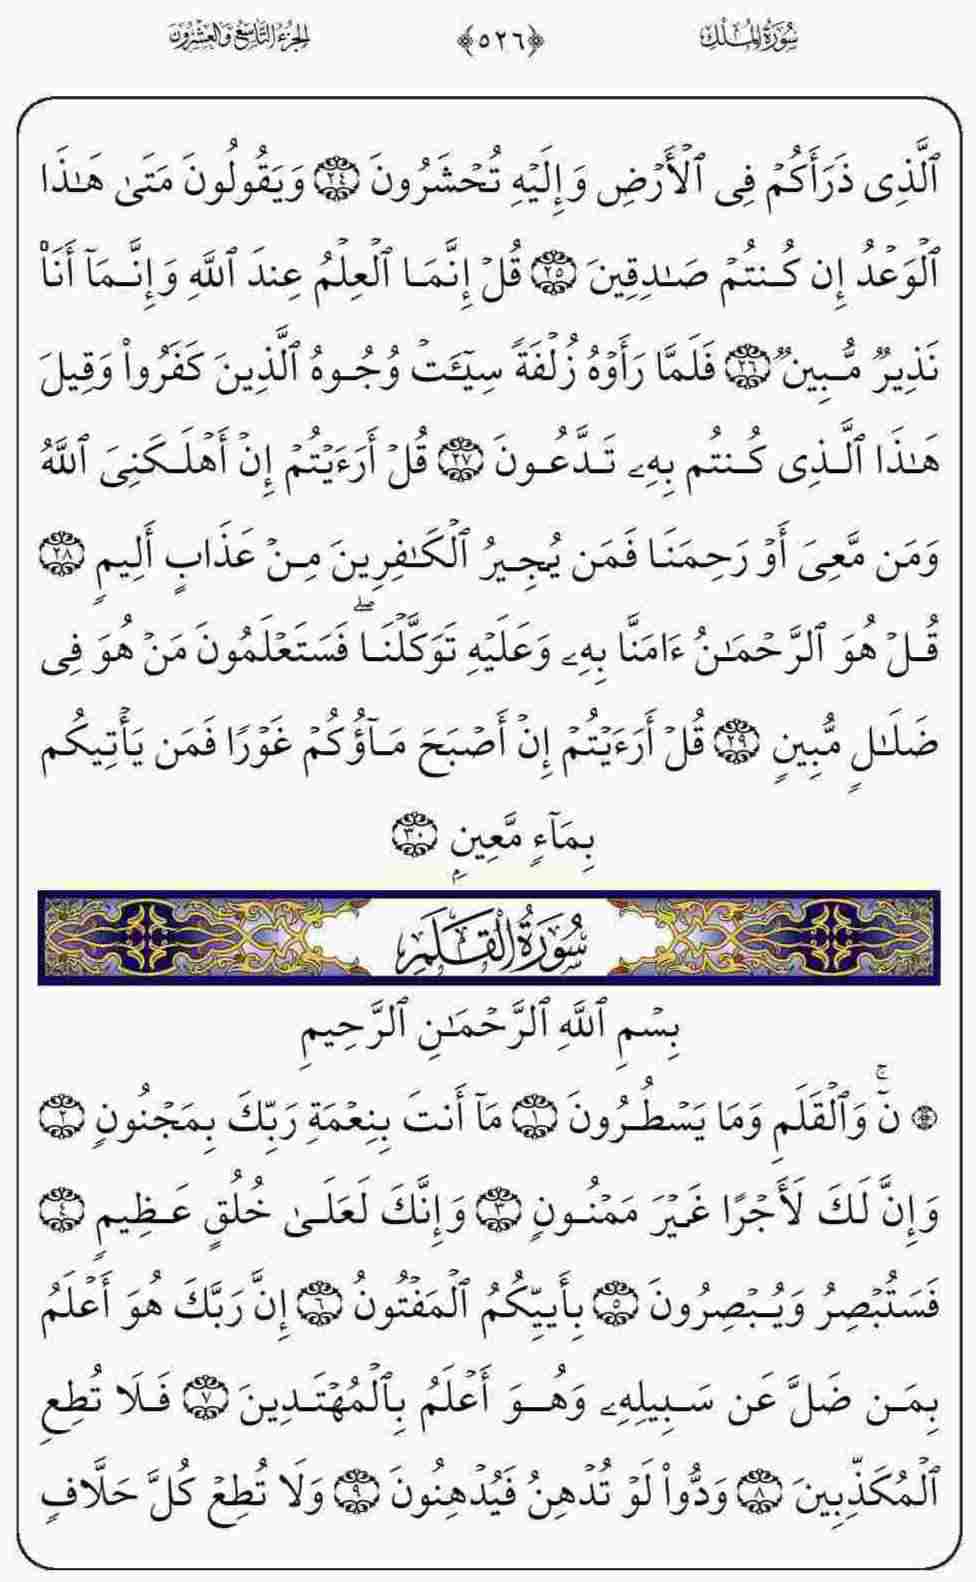 سُورَةُ المُلْكِ ﴿٥٢٦﴾ الجُزْءُ التَّاسِعُ وَالعِشْرُونَ
ٱلَّذِى ذَرَأَكُمْ فِى ٱلْأَرْضِ وَإِلَيْهِ تُحْشَرُونَ ٢٤ وَيَقُولُونَ مَتَىٰ هَٰذَا
ٱلْوَعْدُ إِن كُنتُمْ صَٰدِقِينَ ٢٥ قُلْ إِنَّمَا ٱلْعِلْمُ عِندَ ٱللَّهِ وَإِنَّمَآ أَنَا۠
نَذِيرٌ مُّبِينٌ ٢٦ فَلَمَّا رَأَوْهُ زُلْفَةً سِيٓـَٔتْ وُجُوهُ ٱلَّذِينَ كَفَرُوا۟ وَقِيلَ
هَٰذَا ٱلَّذِى كُنتُم بِهِۦ تَدَّعُونَ ٢٧ قُلْ أَرَءَيْتُمْ إِنْ أَهْلَكَنِىَ ٱللَّهُ
وَمَن مَّعِىَ أَوْ رَحِمَنَا فَمَن يُجِيرُ ٱلْكَٰفِرِينَ مِنْ عَذَابٍ أَلِيمٍ ٢٨
قُلْ هُوَ ٱلرَّحْمَٰنُ ءَامَنَّا بِهِۦ وَعَلَيْهِ تَوَكَّلْنَا ۖ فَسَتَعْلَمُونَ مَنْ هُوَ فِى
ضَلَٰلٍ مُّبِينٍ ٢٩ قُلْ أَرَءَيْتُمْ إِنْ أَصْبَحَ مَآؤُكُمْ غَوْرًا فَمَن يَأْتِيكُم
بِمَآءٍ مَّعِينٍۭ ٣٠
سُورَةُ القَلَمِ
بِسْمِ ٱللَّهِ ٱلرَّحْمَٰنِ ٱلرَّحِيمِ
۞ نٓ ۚ وَٱلْقَلَمِ وَمَا يَسْطُرُونَ ١ مَآ أَنتَ بِنِعْمَةِ رَبِّكَ بِمَجْنُونٍ ٢
وَإِنَّ لَكَ لَأَجْرًا غَيْرَ مَمْنُونٍ ٣ وَإِنَّكَ لَعَلَىٰ خُلُقٍ عَظِيمٍ ٤
فَسَتُبْصِرُ وَيُبْصِرُونَ ٥ بِأَييِّكُمُ ٱلْمَفْتُونُ ٦ إِنَّ رَبَّكَ هُوَ أَعْلَمُ
بِمَن ضَلَّ عَن سَبِيلِهِۦ وَهُوَ أَعْلَمُ بِٱلْمُهْتَدِينَ ٧ فَلَا تُطِعِ
ٱلْمُكَذِّبِينَ ٨ وَدُّوا۟ لَوْ تُدْهِنُ فَيُدْهِنُونَ ٩ وَلَا تُطِعْ كُلَّ حَلَّافٍ